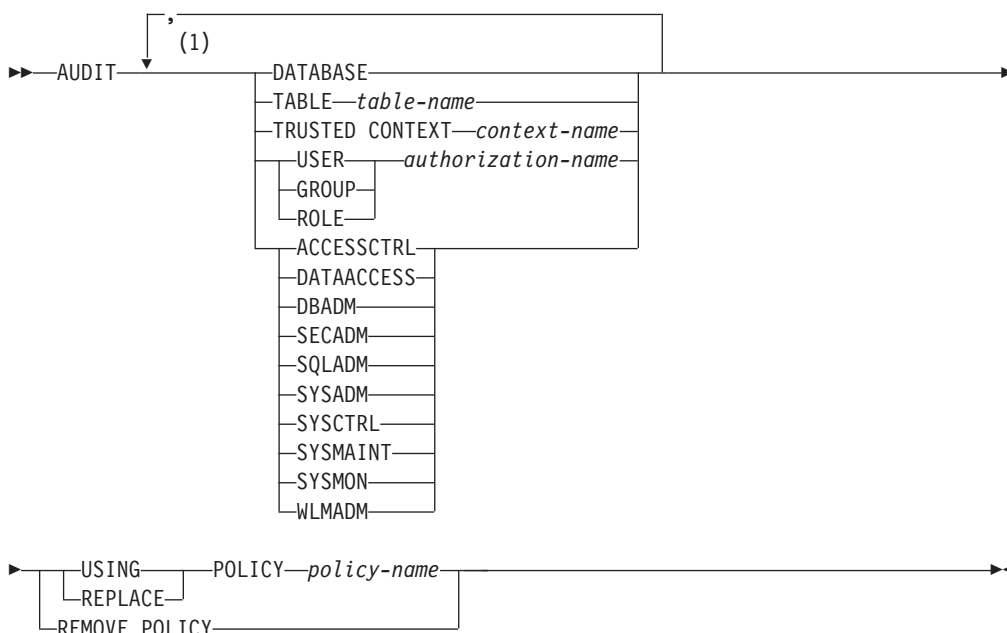 ,
(1)
AUDIT DATABASE
TABLE table-name
TRUSTED CONTEXT context-name
USER authorization-name
GROUP
ROLE
ACCESSCTRL
DATAACCESS
DBADM
SECADM
SQLADM
SYSADM
SYSCTRL
SYSMAINT
SYSMON
WLMADM
USING POLICY policy-name
REPLACE
REMOVE POLICY